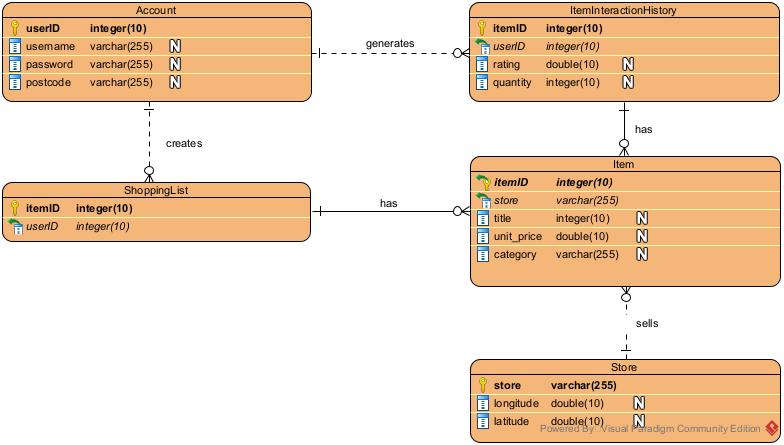 Account
userID integer(10)
username varchar(255) N
password varchar(255) N
postcode varchar(255) N
generates
ItemInteractionHistory
itemID integer(10)
userID integer(10)
rating double(10) N
quantity integer(10) N
creates
has
ShoppingList
itemID integer(10)
userID integer(10)
has
Item
itemID integer(10)
store varchar(255)
title integer(10) N
unit_price double(10) N
category varchar(255) N
sells
Store
store varchar(255)
longitude double(10) N
latitude double(10) N
Powered By Visual Paradigm Community Edition